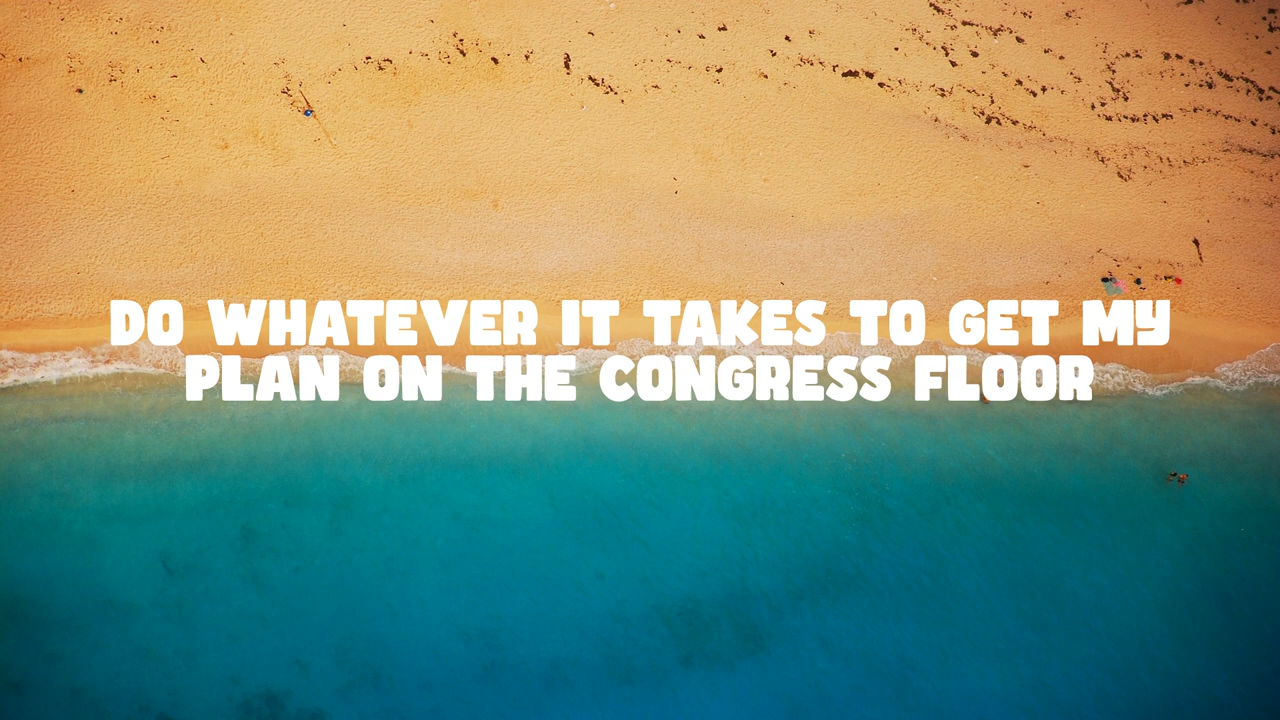 DO WHATEVER IT TAKES TO GET MY
PLAN ON THE CONGRESS FLOOR